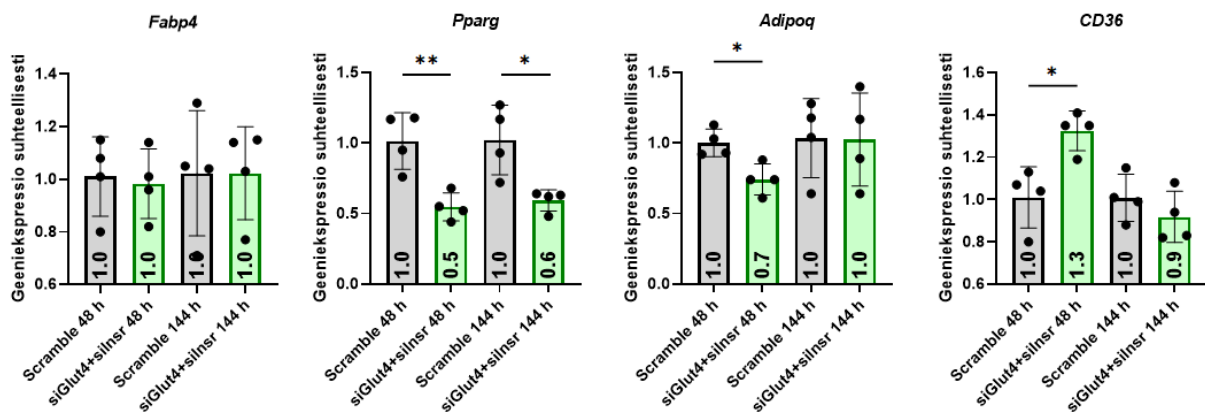 Fabp4
Geeniekspressio suhteellisesti
1.4
1.2
1.0
0.8
0.6
1.0
1.0
1.0
1.0
Scramble 48 h
siGlut4+siInsr 48 h
Scramble 144 h
siGlut4+siInsr 144 h
Pparg
**
*
Geeniekspressio suhteellisesti
1.5
1.0
0.5
0.0
1.0
0.5
1.0
0.6
Scramble 48 h
siGlut4+siInsr 48 h
Scramble 144 h
siGlut4+siInsr 144 h
Adipoq
*
Geeniekspressio suhteellisesti
1.5
1.0
0.5
0.0
1.0
0.7
1.0
1.0
Scramble 48 h
siGlut4+siInsr 48 h
Scramble 144 h
siGlut4+siInsr 144 h
CD36
*
Geeniekspressio suhteellisesti
1.6
1.4
1.2
1.0
0.8
0.6
1.0
1.3
1.0
0.9
Scramble 48 h
siGlut4+siInsr 48 h
Scramble 144 h
siGlut4+siInsr 144 h